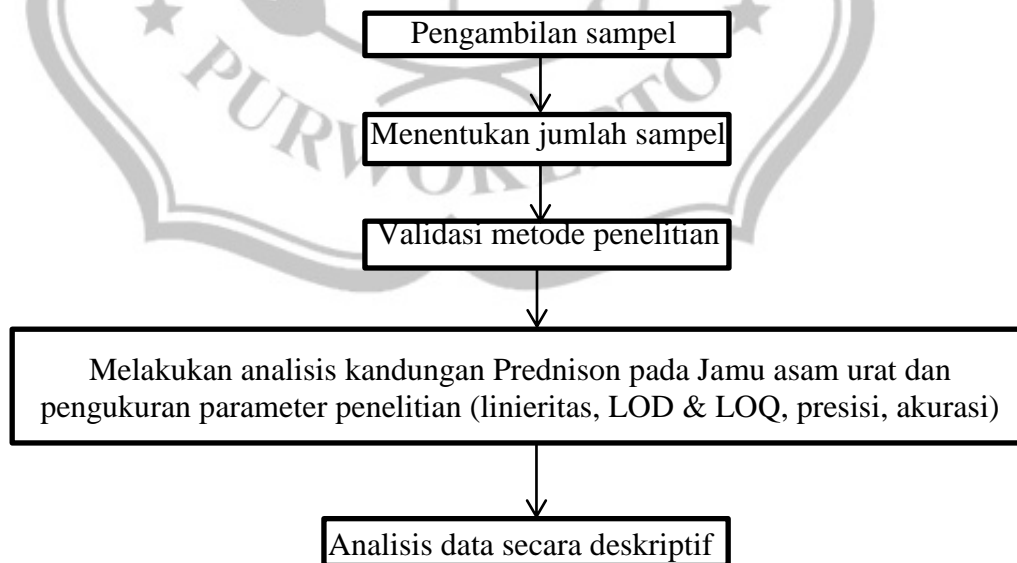 Pengambilan sampel
Menentukan jumlah sampel
PURWOKERTO
Validasi metode penelitian
Melakukan analisis kandungan Prednison pada Jamu asam urat dan
pengukuran parameter penelitian (linieritas, LOD & LOQ, presisi, akurasi)
Analisis data secara deskriptif